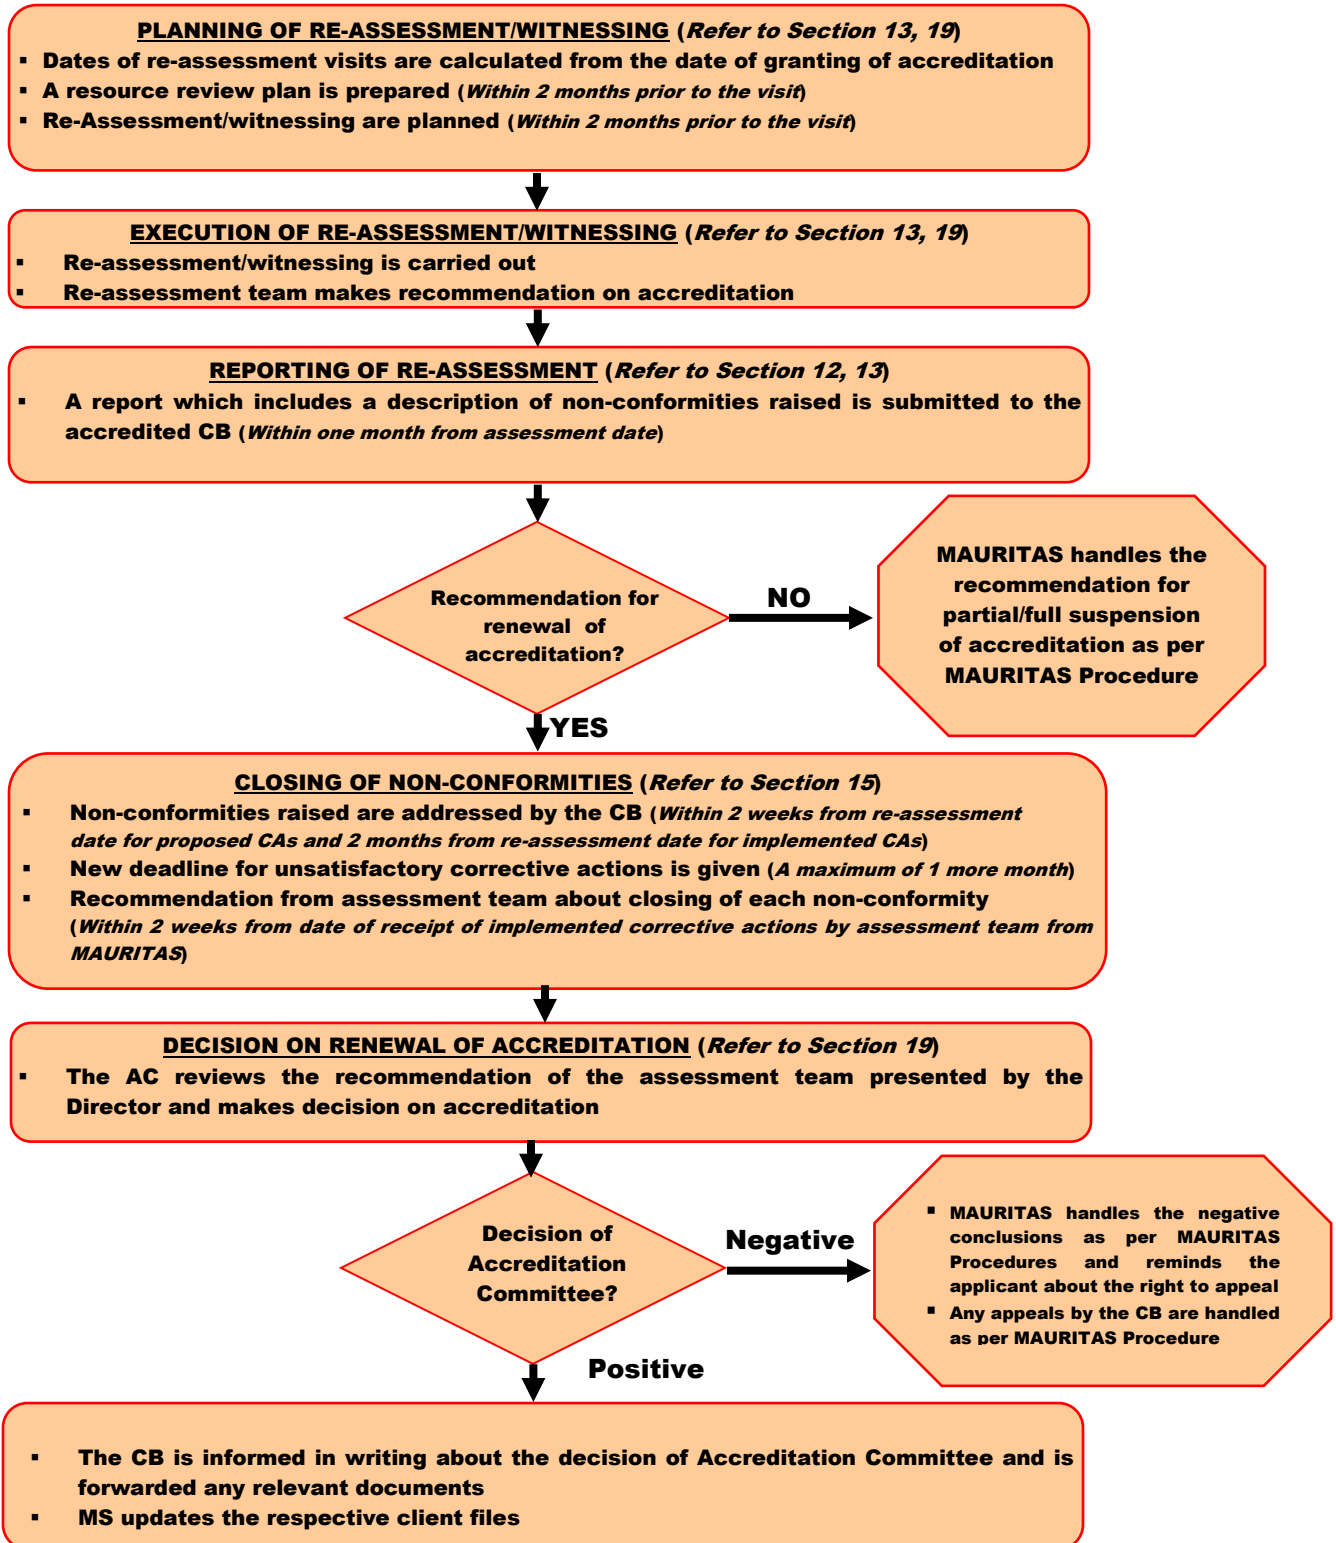 PLANNING OF RE-ASSESSMENT/WITNESSING (Refer to Section 13, 19)
▪ Dates of re-assessment visits are calculated from the date of granting of accreditation
▪ A resource review plan is prepared (Within 2 months prior to the visit)
▪ Re-Assessment/witnessing are planned (Within 2 months prior to the visit)
EXECUTION OF RE-ASSESSMENT/WITNESSING (Refer to Section 13, 19)
▪ Re-assessment/witnessing is carried out
▪ Re-assessment team makes recommendation on accreditation
REPORTING OF RE-ASSESSMENT (Refer to Section 12, 13)
▪ A report which includes a description of non-conformities raised is submitted to the
accredited CB (Within one month from assessment date)
Recommendation for
renewal of
accreditation?
NO
MAURITAS handles the
recommendation for
partial/full suspension
of accreditation as per
MAURITAS Procedure
YES
CLOSING OF NON-CONFORMITIES (Refer to Section 15)
▪ Non-conformities raised are addressed by the CB (Within 2 weeks from re-assessment
date for proposed CAs and 2 months from re-assessment date for implemented CAs)
▪ New deadline for unsatisfactory corrective actions is given (A maximum of 1 more month)
▪ Recommendation from assessment team about closing of each non-conformity
(Within 2 weeks from date of receipt of implemented corrective actions by assessment team from
MAURITAS)
DECISION ON RENEWAL OF ACCREDITATION (Refer to Section 19)
▪ The AC reviews the recommendation of the assessment team presented by the
Director and makes decision on accreditation
Decision of
Accreditation
Committee?
Negative
▪ MAURITAS handles the negative
conclusions as per MAURITAS
Procedures and reminds the
applicant about the right to appeal
▪ Any appeals by the CB are handled
as per MAURITAS Procedure
Positive
▪ The CB is informed in writing about the decision of Accreditation Committee and is
forwarded any relevant documents
▪ MS updates the respective client files